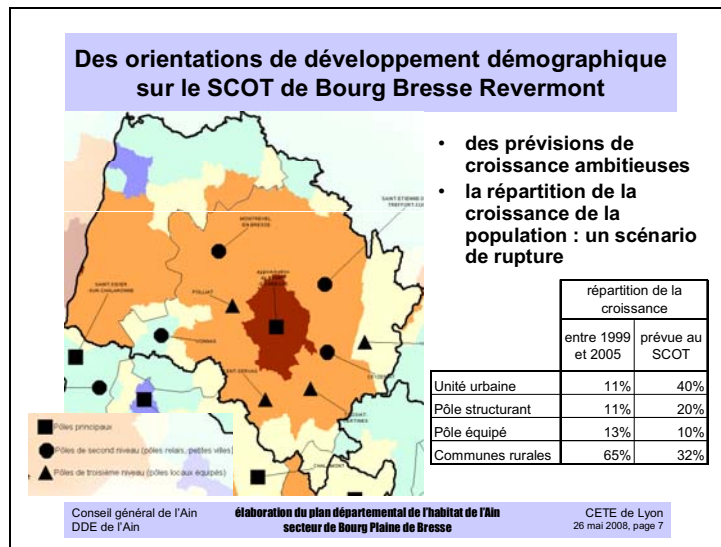 Des orientations de développement démographique
sur le SCOT de Bourg Bresse Revermont
• des prévisions de
croissance ambitieuses
• la répartition de la
croissance de la
population : un scénario
de rupture
MONTREVEL
EN BRESSE
SAINT-DIDIER
SUR-CHALARONNE
POLLIAT
VONNAS
répartition de la
croissance
entre 1999 prévue au
et 2005 SCOT
Unité urbaine 11% 40%
Pôle structurant 11% 20%
Pôle équipé 13% 10%
Communes rurales 65% 32%
Pôles principaux
Pôles de second niveau (pôles relais, petites villes)
Pôles de troisième niveau (pôles locaux équipés)
Conseil général de l'Ain
DDE de l'Ain
élaboration du plan départemental de l'habitat de l'Ain
secteur de Bourg Plaine de Bresse
CETE de Lyon
26 mai 2008, page 7